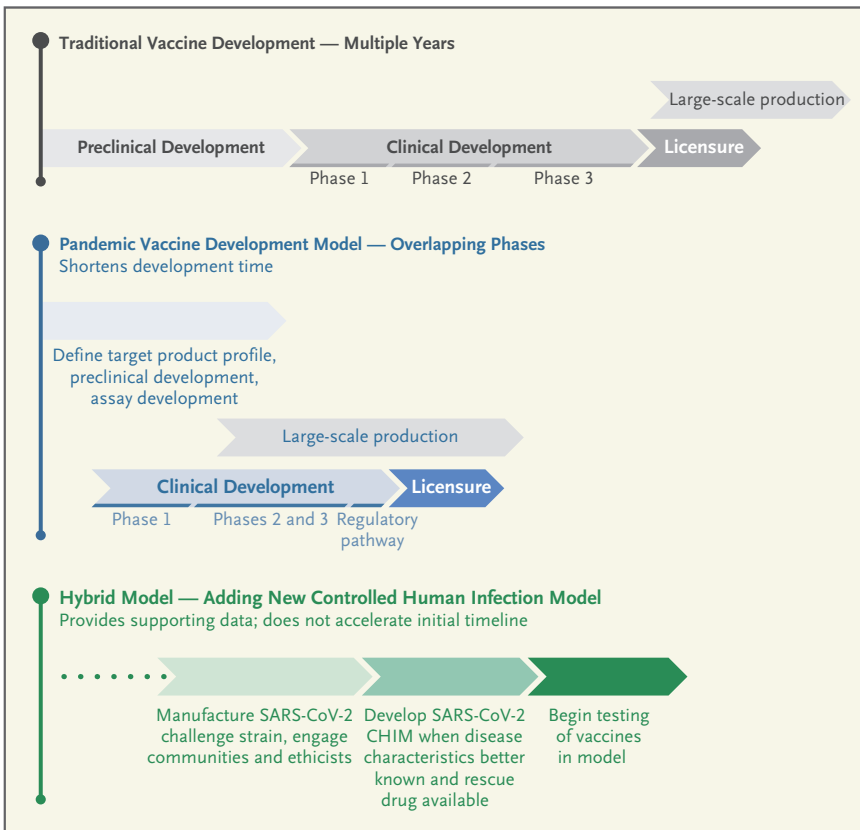 Traditional Vaccine Development — Multiple Years
Large-scale production
Preclinical Development
Clinical Development
Licensure
Phase 1
Phase 2
Phase 3
Pandemic Vaccine Development Model — Overlapping Phases
Shortens development time
Define target product profile,
preclinical development,
assay development
Large-scale production
Clinical Development
Licensure
Phase 1
Phases 2 and 3
Regulatory
pathway
Hybrid Model — Adding New Controlled Human Infection Model
Provides supporting data; does not accelerate initial timeline
Manufacture SARS-CoV-2
challenge strain, engage
communities and ethicists
Develop SARS-CoV-2
CHIM when disease
characteristics better
known and rescue
drug available
Begin testing
of vaccines
in model